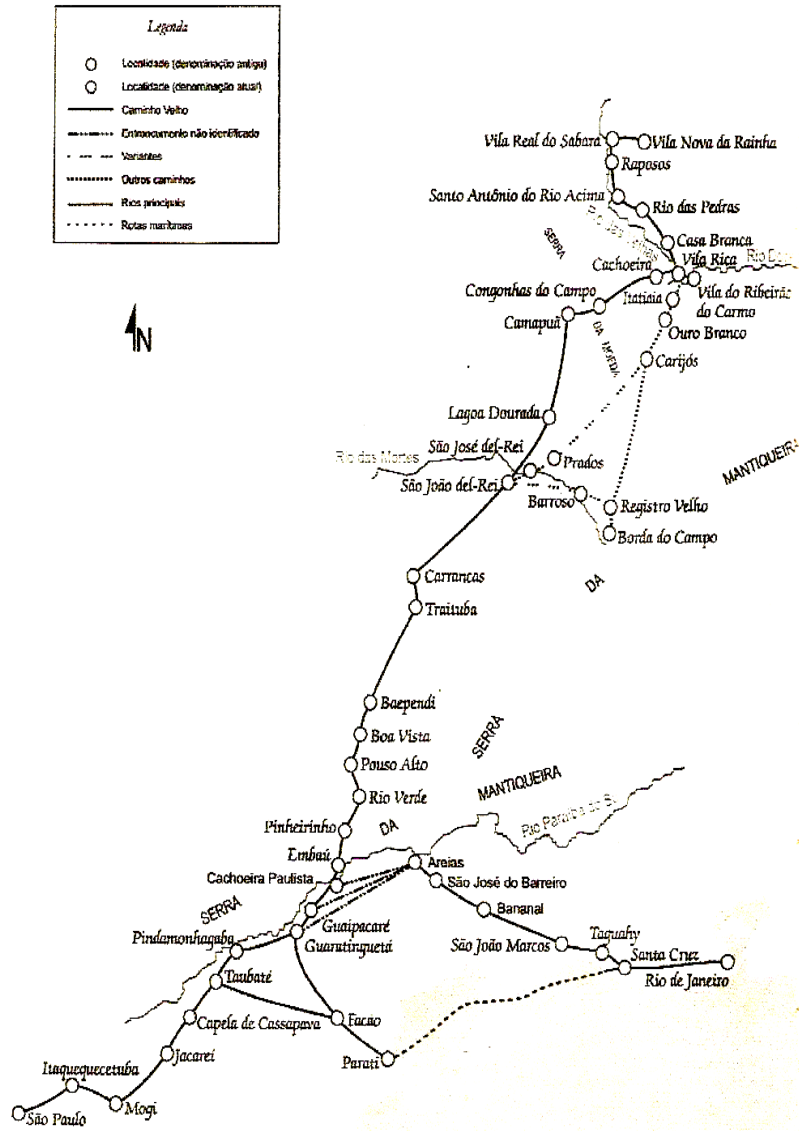 Legenda
Localidade (denominação antiga)
Localidade (denominação atual)
Caminho Velho
Entroncamento não identificado
Variantes
Outros caminhos
Rios principais
Rotas marítimas
N
Vila Real do Sabará
Vila Nova da Rainha
Raposos
Santo Antônio do Rio Acima
Rio das Pedras
SERRA
Casa Branca
Vila Rica
Cachoeira
Congonhas do Campo
Itatiaia
Vila do Ribeirão
do Carmo
Camapuã
Ouro Branco
DA MOEDA
Carijós
Lagoa Dourada
São José del-Rei
Rio das Mortes
Prados
MANTIQUEIRA
São João del-Rei
Barroso
Registro Velho
Borda do Campo
DA
Carrancas
Traituba
Baependi
Boa Vista
SERRA
Pouso Alto
MANTIQUEIRA
Rio Verde
Pinheirinho
DA
Embaú
Areias
Cachoeira Paulista
São José do Barreiro
SERRA
Bananal
Guaipacaré
Pindamonhagaba
Guaratinguetá
São João Marcos
Taguahy
Santa Cruz
Taubaté
Rio de Janeiro
Capela de Cassapava
Facão
Jacareí
Parati
Itaquequecetuba
Mogi
São Paulo